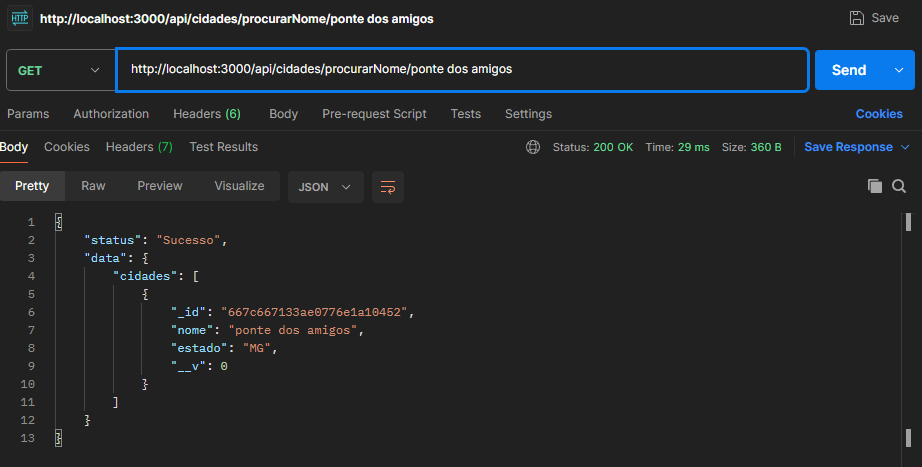 HTTP http://localhost:3000/api/cidades/procurarNome/ponte dos amigos Save
GET http://localhost:3000/api/cidades/procurarNome/ponte dos amigos Send
Params Authorization Headers (6) Body Pre-request Script Tests Settings Cookies
Body Cookies Headers (7) Test Results Status: 200 OK Time: 29 ms Size: 360 B Save Response
Pretty Raw Preview Visualize JSON
1 {
2 "status": "Sucesso",
3 "data": {
4 "cidades": [
5 {
6 "_id": "667c667133ae0776e1a10452",
7 "nome": "ponte dos amigos",
8 "estado": "MG",
9 "__v": 0
10 }
11 ]
12 }
13 }